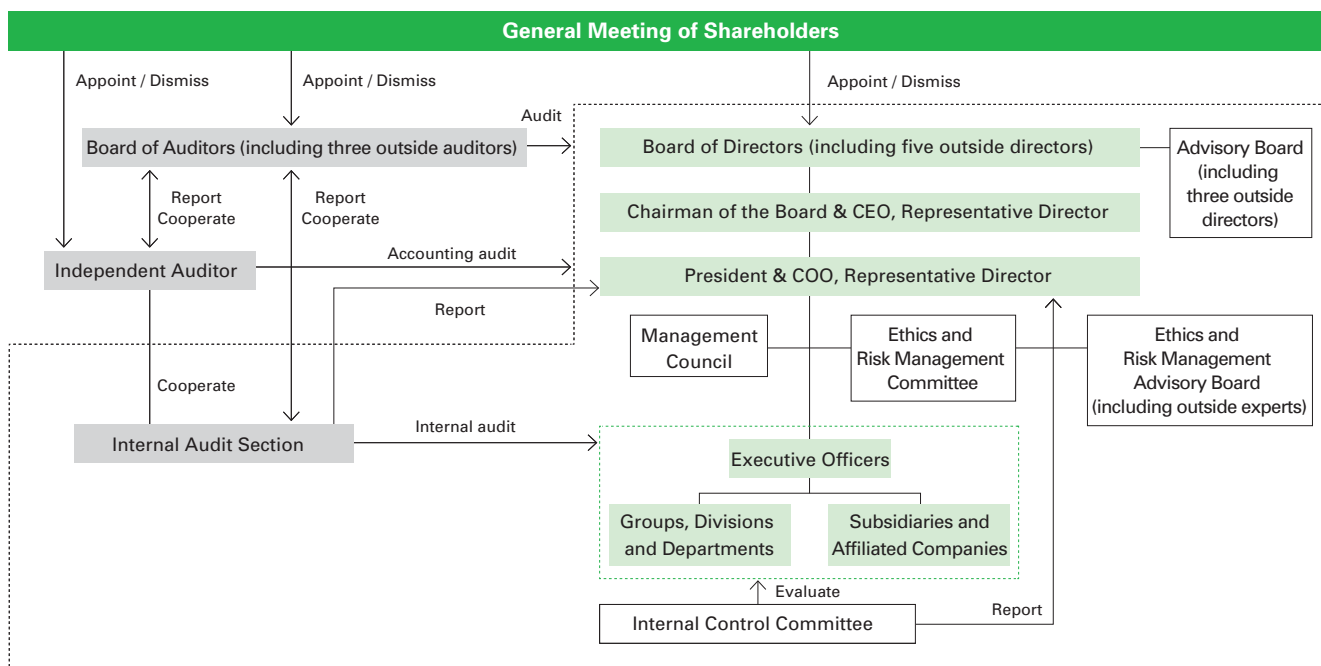 General Meeting of Shareholders
Appoint / Dismiss
Appoint / Dismiss
Appoint / Dismiss
Audit
Board of Auditors (including three outside auditors)
Board of Directors (including five outside directors)
Advisory Board
(including
three outside
directors)
Report
Cooperate
Report
Cooperate
Chairman of the Board & CEO, Representative Director
Independent Auditor
Accounting audit
President & COO, Representative Director
Report
Management
Council
Ethics and
Risk Management
Committee
Ethics and
Risk Management
Advisory Board
(including outside experts)
Cooperate
Internal Audit Section
Internal audit
Executive Officers
Groups, Divisions
and Departments
Subsidiaries and
Affiliated Companies
Evaluate
Internal Control Committee
Report